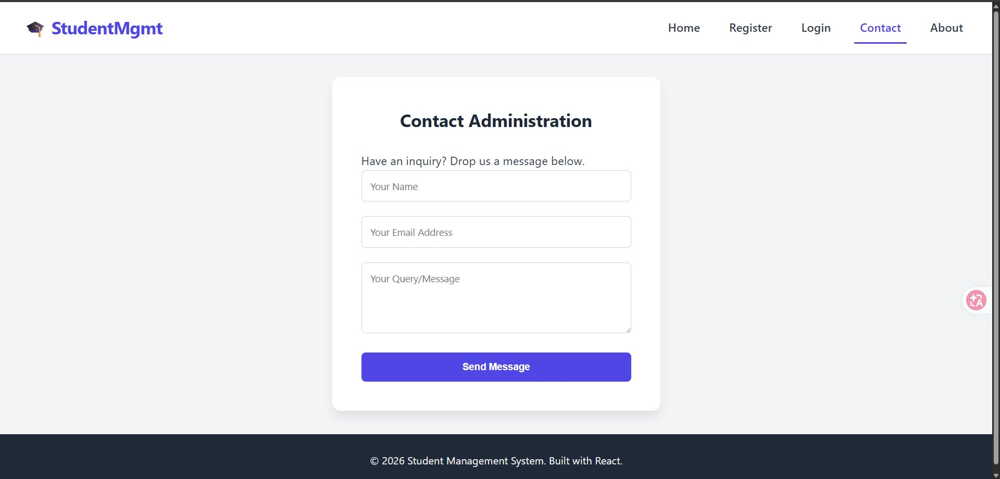 StudentMgmt
Home Register Login Contact About
Contact Administration
Have an inquiry? Drop us a message below.
Your Name
Your Email Address
Your Query/Message
Send Message
A
© 2026 Student Management System. Built with React.